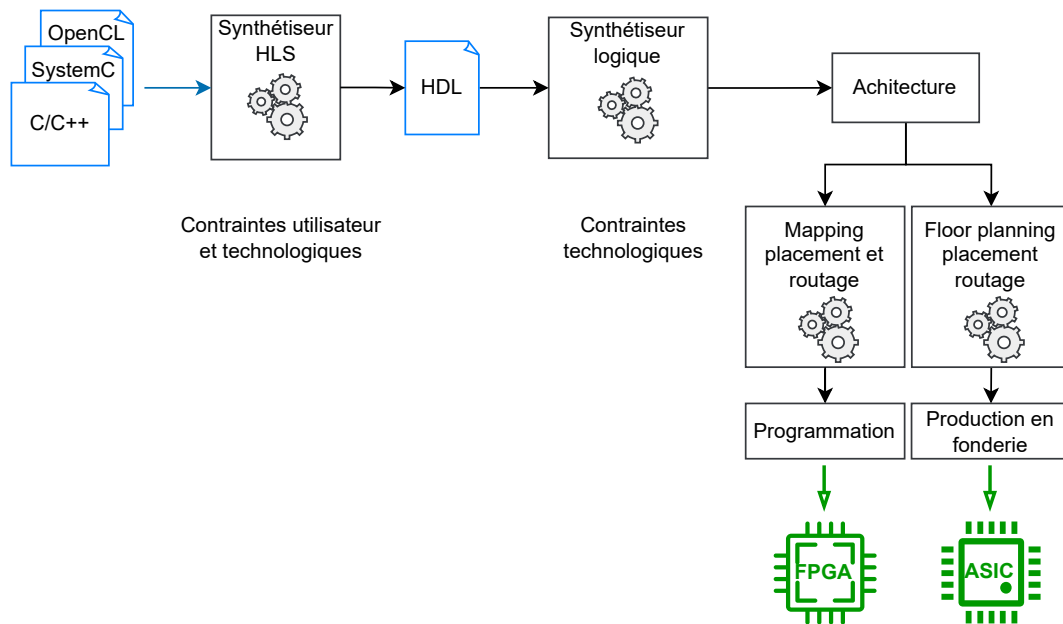 OpenCL
SystemC
C/C++
Synthétiseur
HLS
HDL
Synthétiseur
logique
Achitecture
Contraintes utilisateur
et technologiques
Contraintes
technologiques
Mapping
placement et
routage
Floor planning
placement
routage
Programmation
Production en
fonderie
FPGA
ASIC